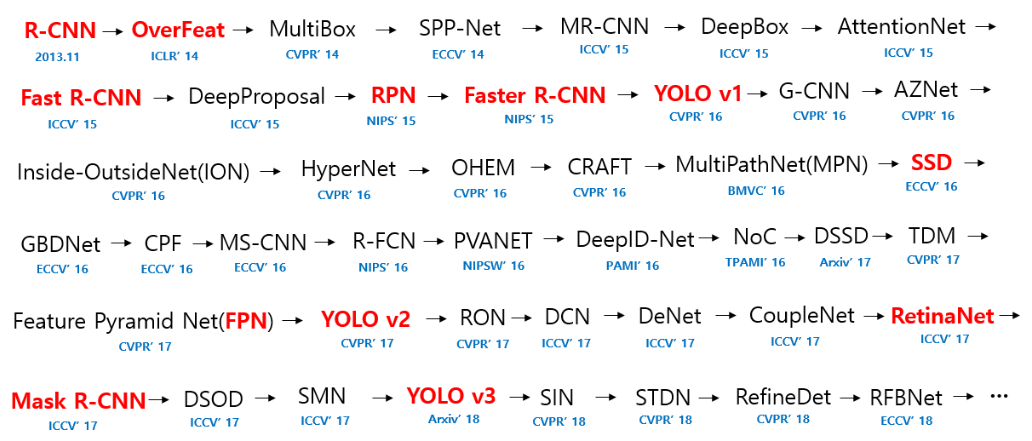 R-CNN → OverFeat → MultiBox → SPP-Net → MR-CNN → DeepBox → AttentionNet →
2013.11 ICLR' 14 CVPR' 14 ECCV' 14 ICCV' 15 ICCV' 15 ICCV' 15
Fast R-CNN → DeepProposal → RPN → Faster R-CNN → YOLO v1 → G-CNN → AZNet →
ICCV' 15 ICCV' 15 NIPS' 15 NIPS' 15 CVPR' 16 CVPR' 16 CVPR' 16
Inside-OutsideNet(ION) → HyperNet → OHEM → CRAFT → MultiPathNet(MPN) → SSD →
CVPR' 16 CVPR' 16 CVPR' 16 CVPR' 16 BMVC' 16 ECCV' 16
GBDNet → CPF → MS-CNN → R-FCN → PVANET → DeepID-Net → NoC → DSSD → TDM →
ECCV' 16 ECCV' 16 ECCV' 16 NIPS' 16 NIPSW' 16 PAMI' 16 TPAMI' 16 Arxiv' 17 CVPR' 17
Feature Pyramid Net(FPN) → YOLO v2 → RON → DCN → DeNet → CoupleNet → RetinaNet →
CVPR' 17 CVPR' 17 CVPR' 17 ICCV' 17 ICCV' 17 ICCV' 17 ICCV' 17
Mask R-CNN → DSOD → SMN → YOLO v3 → SIN → STDN → RefineDet → RFBNet → ···
ICCV' 17 ICCV' 17 ICCV' 17 Arxiv' 18 CVPR' 18 CVPR' 18 CVPR' 18 ECCV' 18